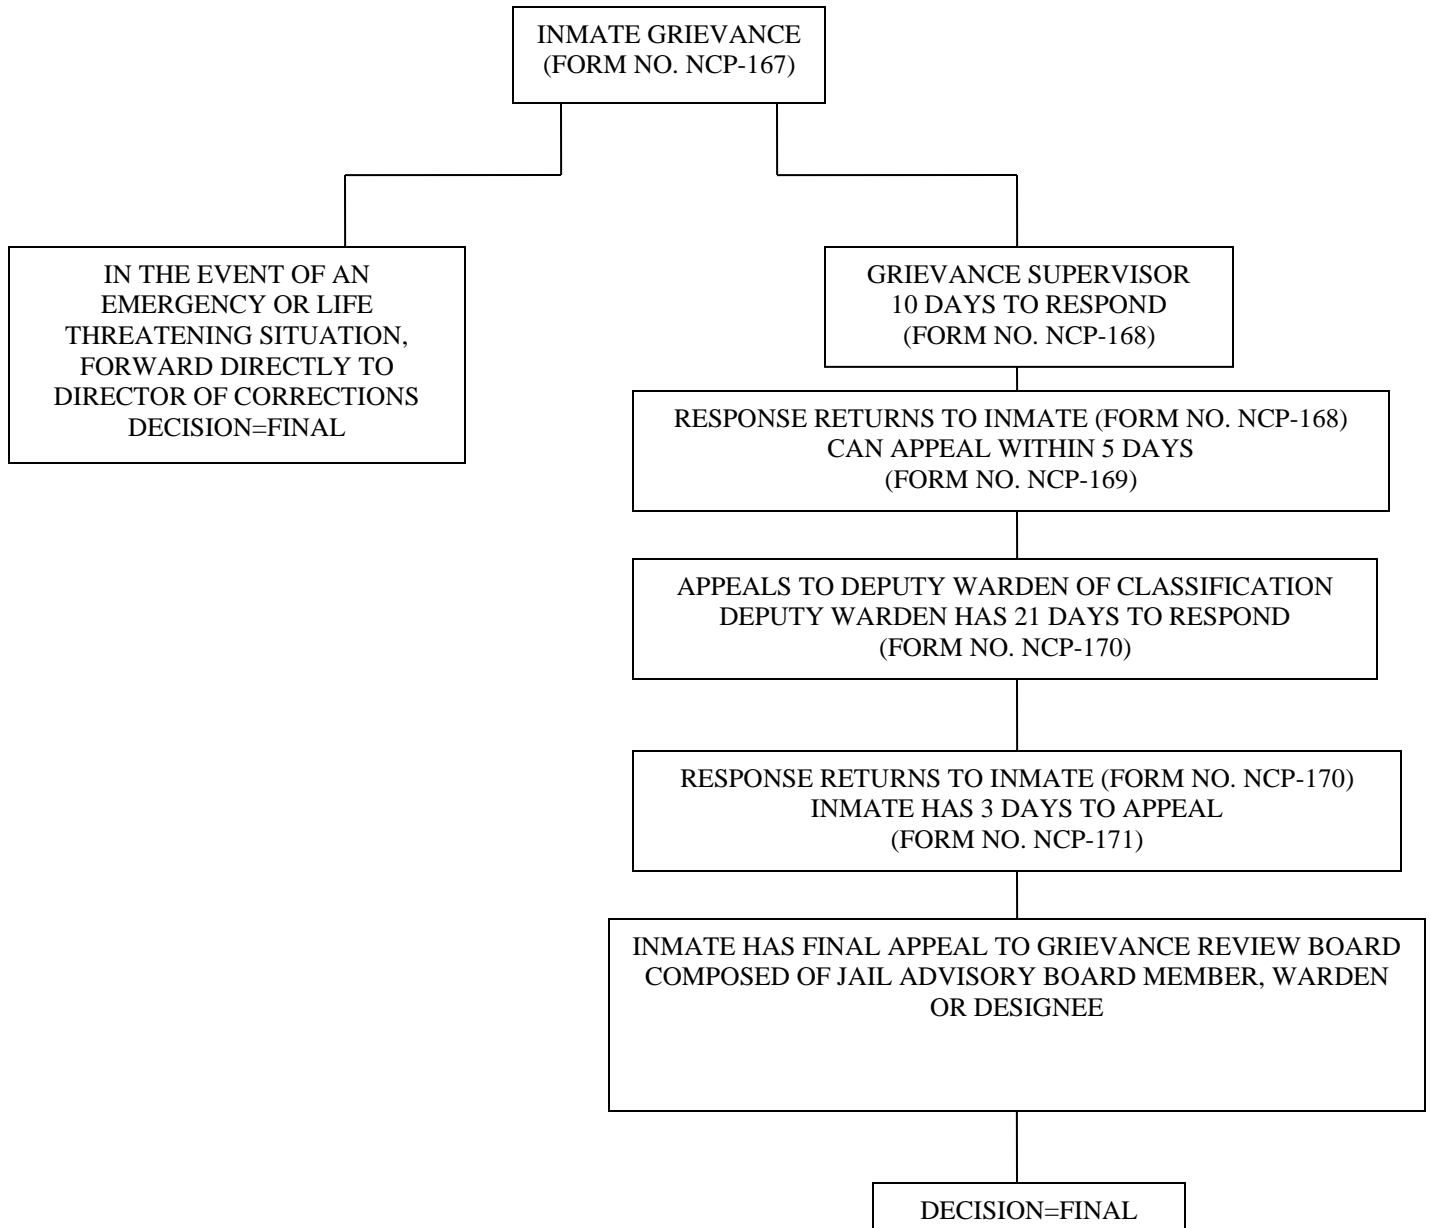 INMATE GRIEVANCE
(FORM NO. NCP-167)
IN THE EVENT OF AN
EMERGENCY OR LIFE
THREATENING SITUATION,
FORWARD DIRECTLY TO
DIRECTOR OF CORRECTIONS
DECISION=FINAL
GRIEVANCE SUPERVISOR
10 DAYS TO RESPOND
(FORM NO. NCP-168)
RESPONSE RETURNS TO INMATE (FORM NO. NCP-168)
CAN APPEAL WITHIN 5 DAYS
(FORM NO. NCP-169)
APPEALS TO DEPUTY WARDEN OF CLASSIFICATION
DEPUTY WARDEN HAS 21 DAYS TO RESPOND
(FORM NO. NCP-170)
RESPONSE RETURNS TO INMATE (FORM NO. NCP-170)
INMATE HAS 3 DAYS TO APPEAL
(FORM NO. NCP-171)
INMATE HAS FINAL APPEAL TO GRIEVANCE REVIEW BOARD
COMPOSED OF JAIL ADVISORY BOARD MEMBER, WARDEN
OR DESIGNEE
DECISION=FINAL